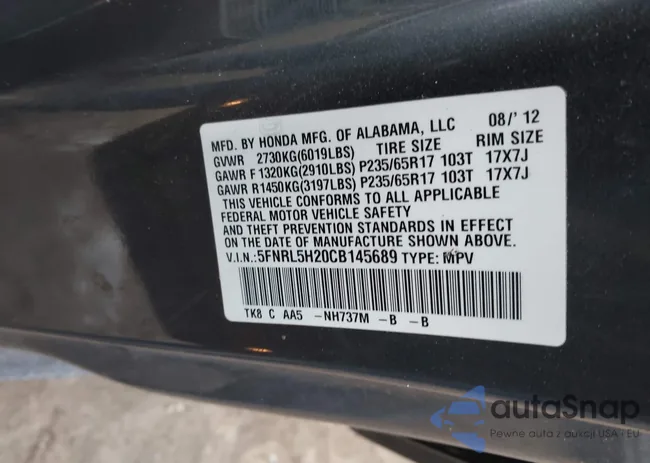 MFD. BY HONDA MFG. OF ALABAMA, LLC 08/' 12
GVWR 2730KG(6019LBS) TIRE SIZE RIM SIZE
GAWR F 1320KG(2910LBS) P235/65R17 103T 17X7J
GAWR R1450KG(3197LBS) P235/65R17 103T 17X7J
THIS VEHICLE CONFORMS TO ALL APPLICABLE
FEDERAL MOTOR VEHICLE SAFETY
AND THEFT PREVENTION STANDARDS IN EFFECT
ON THE DATE OF MANUFACTURE SHOWN ABOVE.
V.I.N.: 5FNRL5H20CB145689 TYPE: MPV
TK8 C AA5 -NH737M -B -B
autaSnap
Pewne auta z aukcji USA i EU